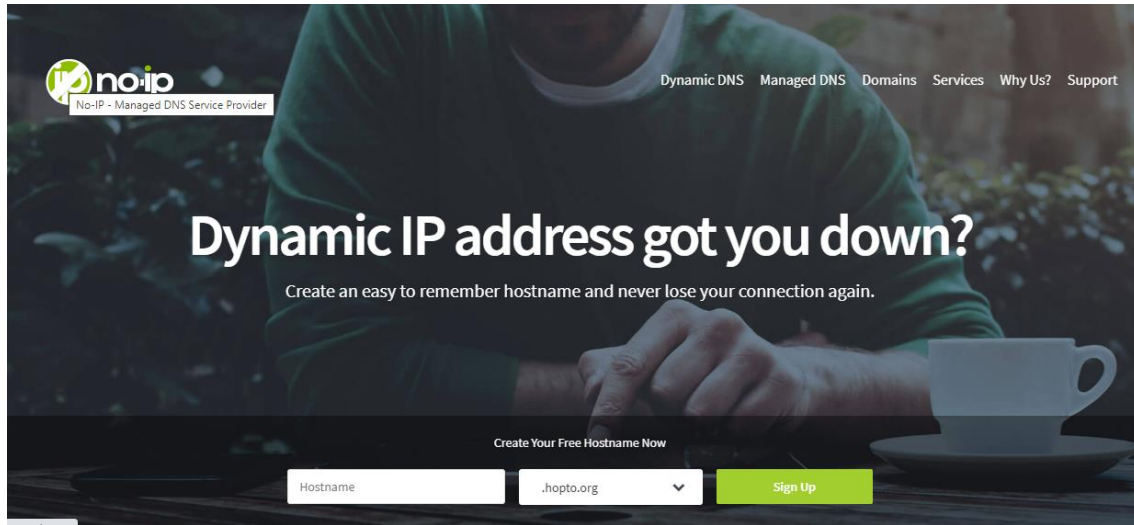 no-ip
No-IP - Managed DNS Service Provider
Dynamic DNS Managed DNS Domains Services Why Us? Support
Dynamic IP address got you down?
Create an easy to remember hostname and never lose your connection again.
Create Your Free Hostname Now
Hostname .hopto.org Sign Up